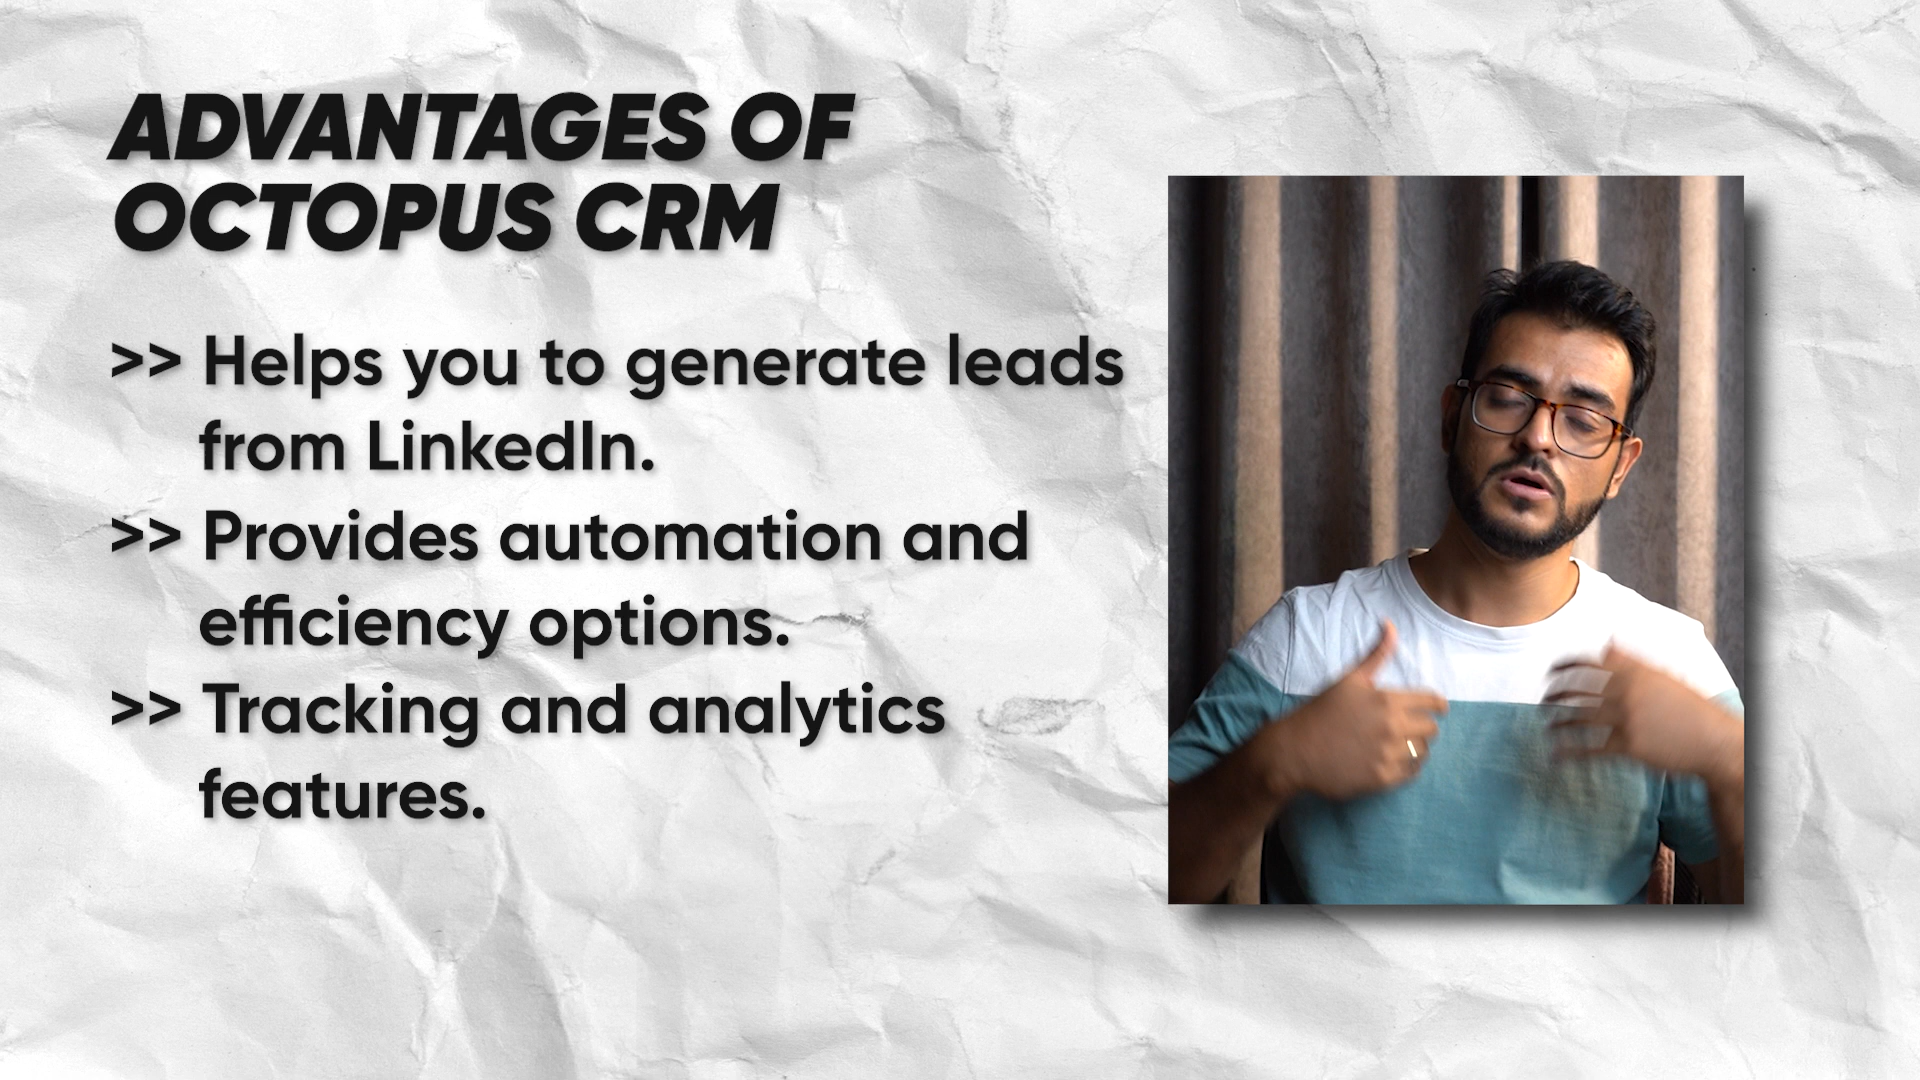 ADVANTAGES OF
OCTOPUS CRM
>> Helps you to generate leads
from LinkedIn.
>> Provides automation and
efficiency options.
>> Tracking and analytics
features.